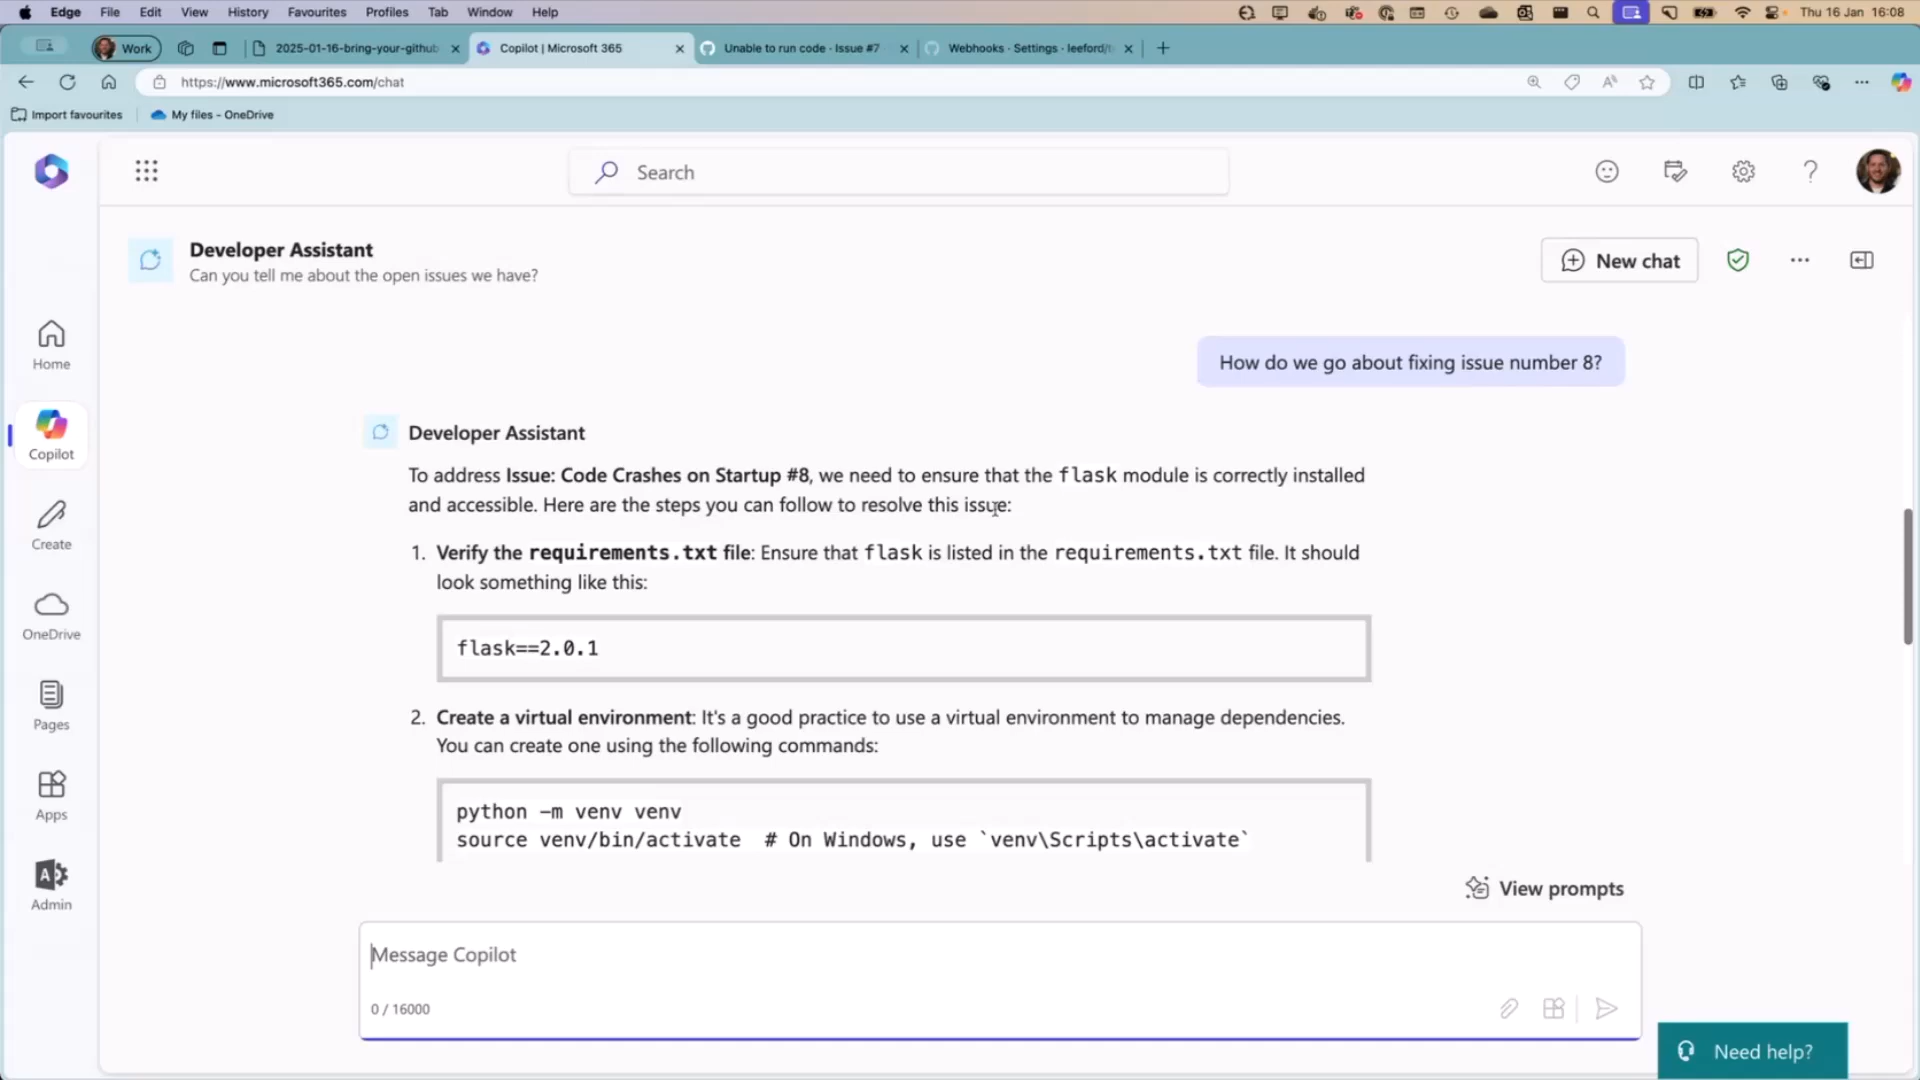 Edge File Edit View History Favourites Profiles Tab Window Help Thu 16 Jan 16:08
Work 2025-01-16-bring-your-github Copilot | Microsoft 365 Unable to run code · Issue #7 Webhooks · Settings · leeford/t
https://www.microsoft365.com/chat
Import favourites My files - OneDrive
Search
Developer Assistant
Can you tell me about the open issues we have?
New chat
How do we go about fixing issue number 8?
Home
Copilot
Create
OneDrive
Pages
Apps
Admin
Developer Assistant
To address Issue: Code Crashes on Startup #8, we need to ensure that the flask module is correctly installed
and accessible. Here are the steps you can follow to resolve this issue:
1. Verify the requirements.txt file: Ensure that flask is listed in the requirements.txt file. It should
look something like this:
flask==2.0.1
2. Create a virtual environment: It's a good practice to use a virtual environment to manage dependencies.
You can create one using the following commands:
python -m venv venv
source venv/bin/activate # On Windows, use `venv\Scripts\activate`
View prompts
Message Copilot
0 / 16000
Need help?